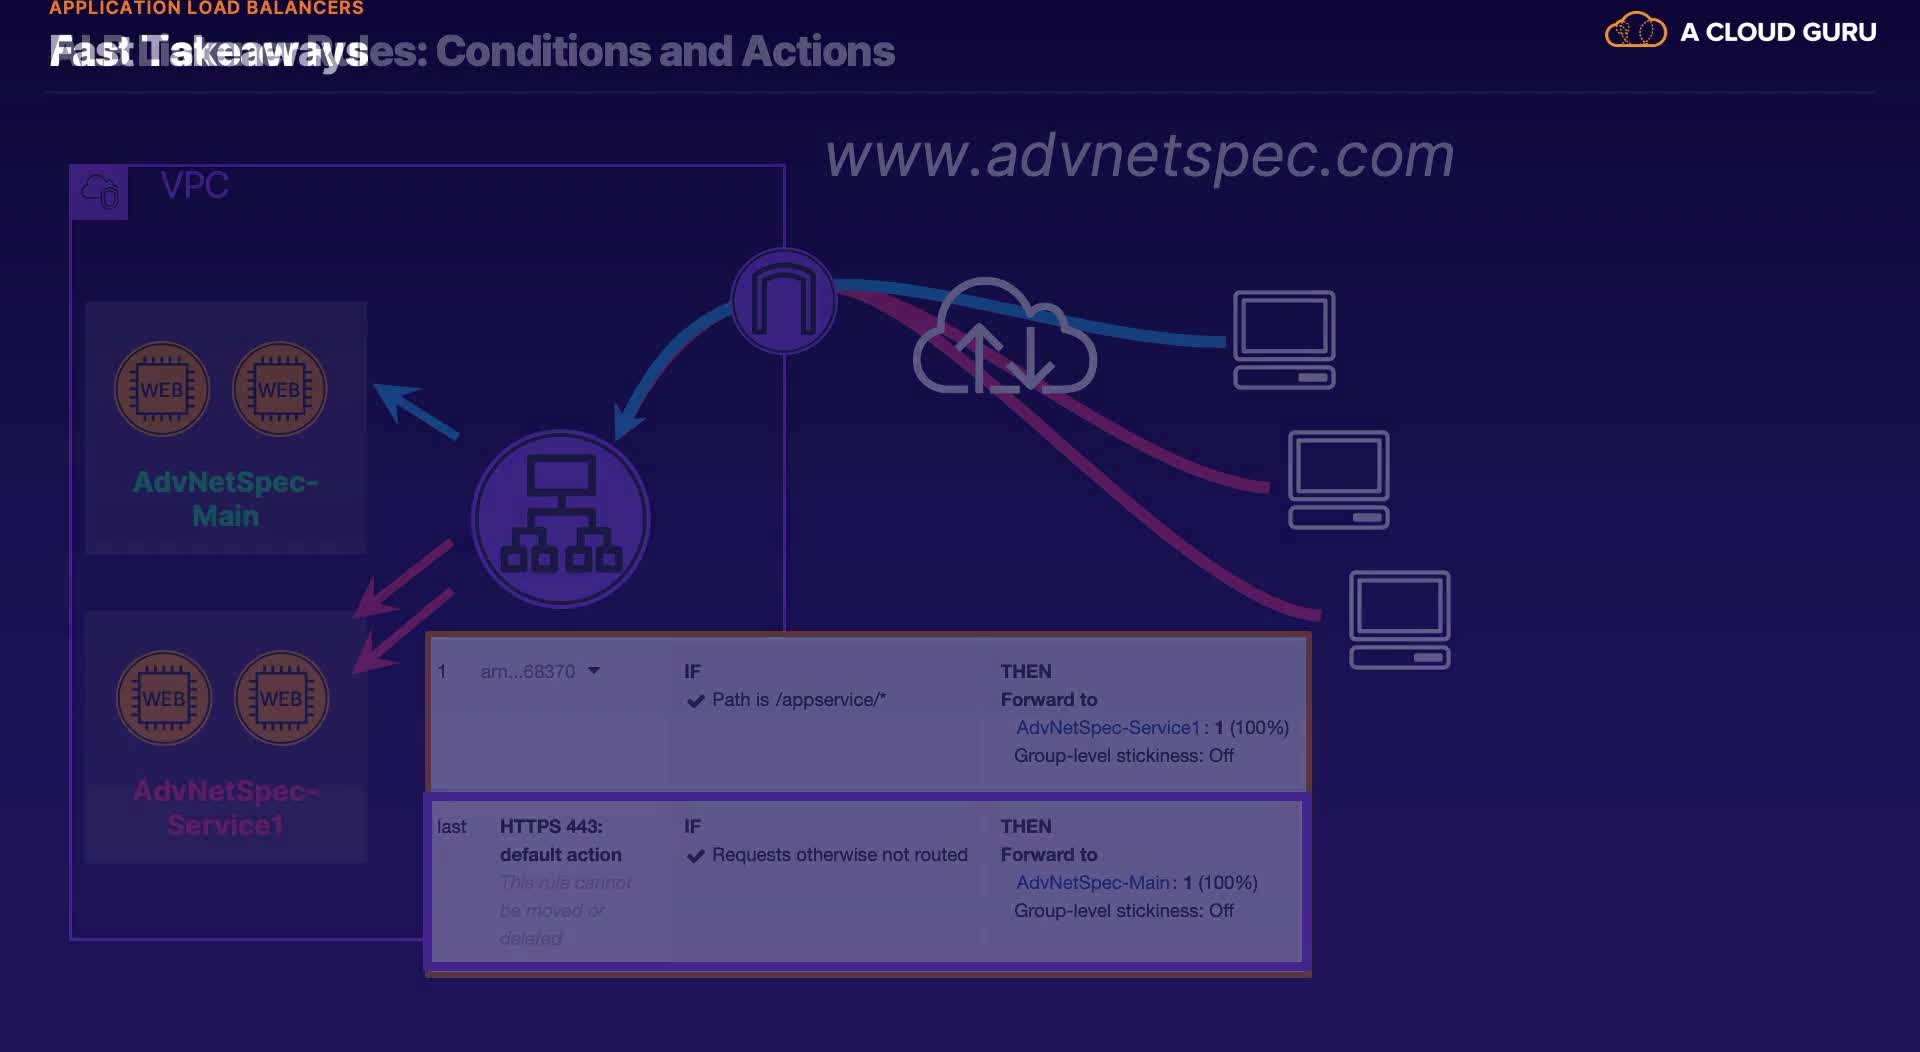 APPLICATION LOAD BALANCERS
Fast Takeaways
Rules: Conditions and Actions
A CLOUD GURU
www.advnetspec.com
VPC
WEB
WEB
AdvNetSpec-
Main
WEB
WEB
AdvNetSpec-
Service1
1 arn...68370 IF THEN
Path is /appservice/* Forward to
AdvNetSpec-Service1: 1 (100%)
Group-level stickiness: Off
last HTTPS 443: IF THEN
default action Requests otherwise not routed Forward to
This rule cannot AdvNetSpec-Main: 1 (100%)
be moved or Group-level stickiness: Off
deleted